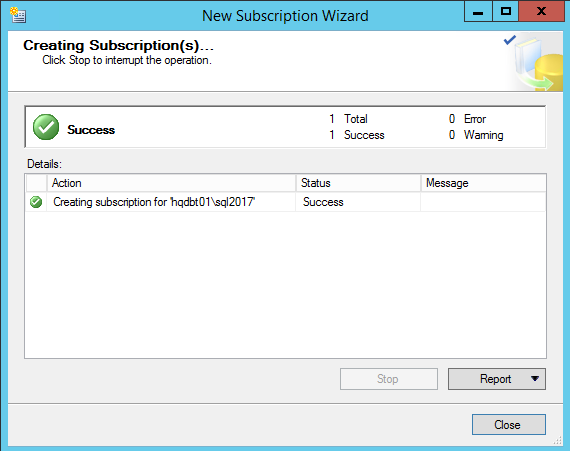 New Subscription Wizard
Creating Subscription(s)...
Click Stop to interrupt the operation.
Success
1 Total
0 Error
1 Success
0 Warning
Details:
Action Status Message
Creating subscription for 'hqdbt01\sql2017' Success
Stop
Report
Close